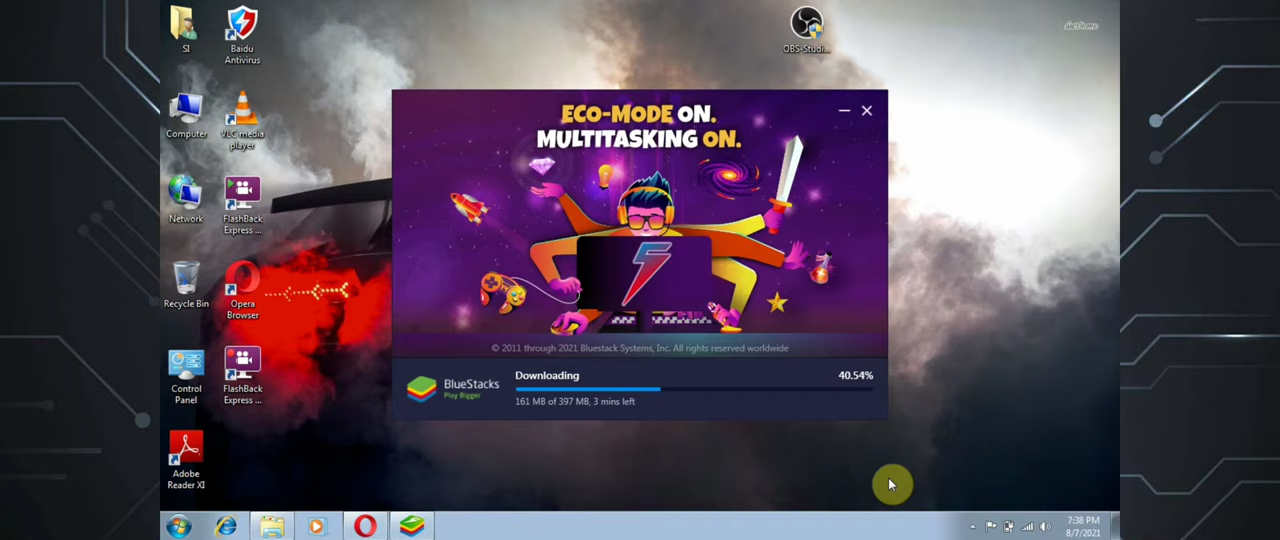 SI
Baidu
Antivirus
OBS-Studi...
Computer
VLC media
player
Network
FlashBack
Express ...
Recycle Bin
Opera
Browser
Control
Panel
FlashBack
Express ...
Adobe
Reader XI
ECO-MODE ON.
MULTITASKING ON.
© 2011 through 2021 Bluestack Systems, Inc. All rights reserved worldwide
BlueStacks
Play Bigger
Downloading
40.54%
161 MB of 397 MB, 3 mins left
7:38 PM
8/7/2021